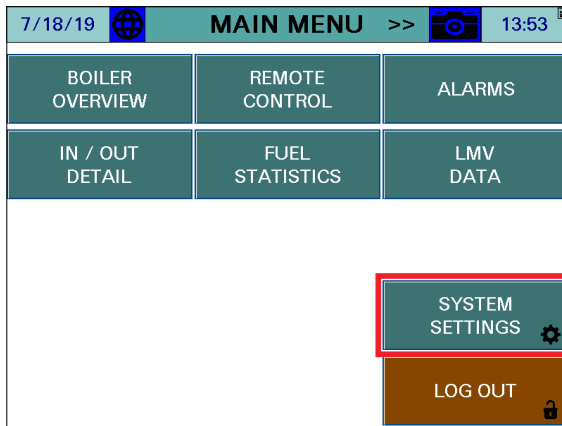 7/18/19 MAIN MENU >> 13:53
BOILER
OVERVIEW
REMOTE
CONTROL
ALARMS
IN / OUT
DETAIL
FUEL
STATISTICS
LMV
DATA
SYSTEM
SETTINGS
LOG OUT